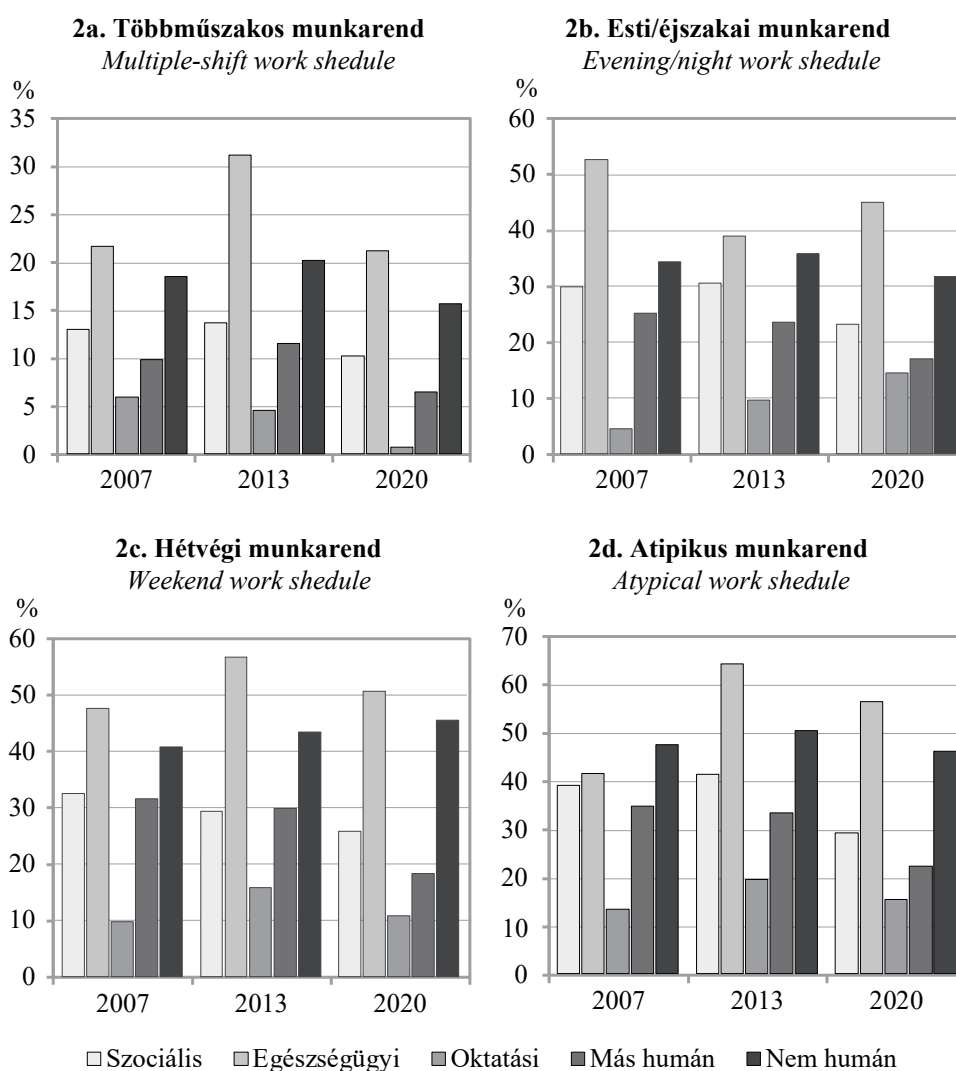 2a. Többműszakos munkarend
Multiple-shift work shedule
%
35
30
25
20
15
10
5
0
2007 2013 2020
2b. Esti/éjszakai munkarend
Evening/night work shedule
%
60
50
40
30
20
10
0
2007 2013 2020
2c. Hétvégi munkarend
Weekend work shedule
%
60
50
40
30
20
10
0
2007 2013 2020
2d. Atipikus munkarend
Atypical work shedule
%
70
60
50
40
30
20
10
0
2007 2013 2020
Szociális Egészségügyi Oktatási Más humán Nem humán